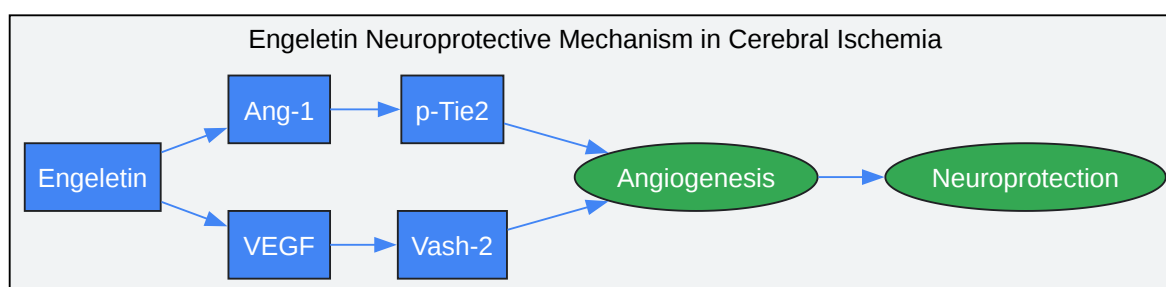 Engeletin Neuroprotective Mechanism in Cerebral Ischemia
Ang-1
p-Tie2
Engeletin
Angiogenesis
Neuroprotection
VEGF
Vash-2